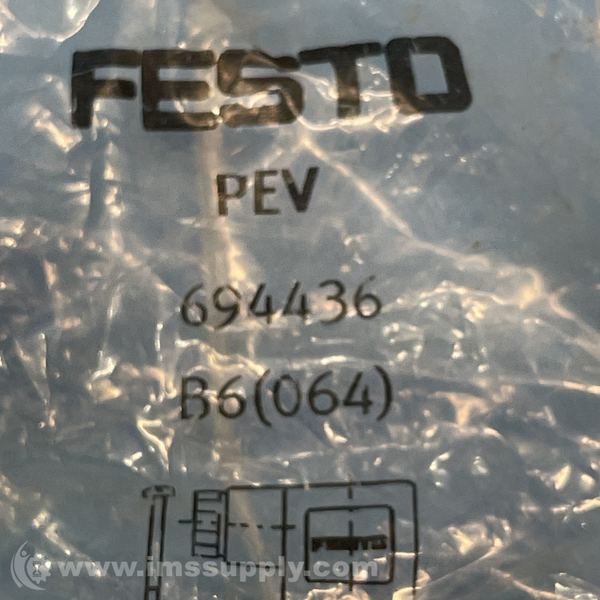 FESTO
PEV
694436
B6(064)
FESTO
www.imssupply.com